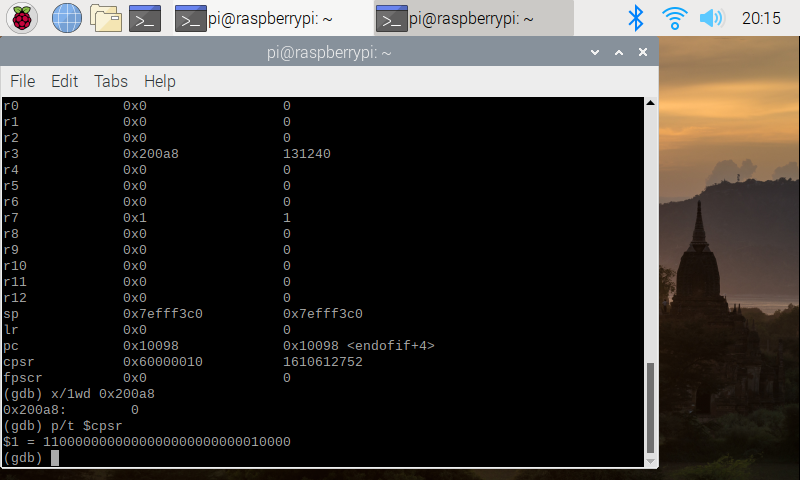 pi@raspberrypi: ~ pi@raspberrypi: ~ 20:15
pi@raspberrypi: ~
File Edit Tabs Help
r0 0x0 0
r1 0x0 0
r2 0x0 0
r3 0x200a8 131240
r4 0x0 0
r5 0x0 0
r6 0x0 0
r7 0x1 1
r8 0x0 0
r9 0x0 0
r10 0x0 0
r11 0x0 0
r12 0x0 0
sp 0x7efff3c0 0x7efff3c0
lr 0x0 0
pc 0x10098 0x10098 <endofif+4>
cpsr 0x60000010 1610612752
fpscr 0x0 0
(gdb) x/1wd 0x200a8
0x200a8: 0
(gdb) p/t $cpsr
$1 = 1100000000000000000000000010000
(gdb)